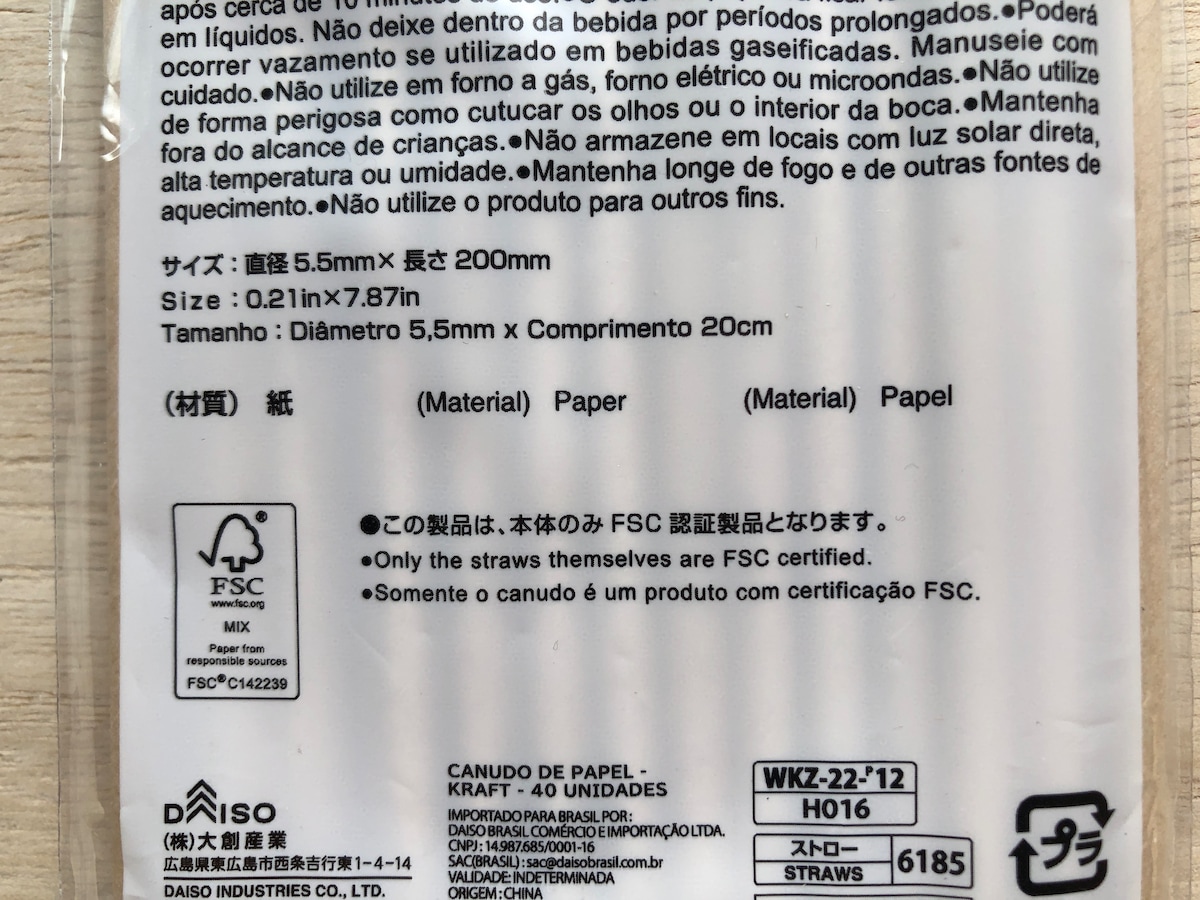 após cerca de 10 minutos de
em líquidos. Não deixe dentro da bebida por períodos prolongados.●Poderá
ocorrer vazamento se utilizado em bebidas gaseificadas. Manuseie com
cuidado.●Não utilize em forno a gás, forno elétrico ou microondas.●Não utilize
de forma perigosa como cutucar os olhos ou o interior da boca.●Mantenha
fora do alcance de crianças.●Não armazene em locais com luz solar direta,
alta temperatura ou umidade.●Mantenha longe de fogo e de outras fontes de
aquecimento.●Não utilize o produto para outros fins.
サイズ：直径 5.5mm× 長さ 200mm
Size：0.21in×7.87in
Tamanho：Diâmetro 5,5mm x Comprimento 20cm
（材質） 紙 (Material) Paper (Material) Papel
●この製品は、本体のみ FSC 認証製品となります。
●Only the straws themselves are FSC certified.
●Somente o canudo é um produto com certificação FSC.
®
FSC
www.fsc.org
MIX
Paper from
responsible sources
FSC® C142239
DAISO
(株)大創産業
広島県東広島市西条吉行東1-4-14
DAISO INDUSTRIES CO., LTD.
CANUDO DE PAPEL -
KRAFT - 40 UNIDADES
IMPORTADO PARA BRASIL POR:
DAISO BRASIL COMÉRCIO E IMPORTAÇÃO LTDA.
CNPJ: 14.987.685/0001-16
SAC(BRASIL): sac@daisobrasil.com.br
VALIDADE: INDETERMINADA
ORIGEM: CHINA
WKZ-22-P12
H016
ストロー
STRAWS
6185
プラ